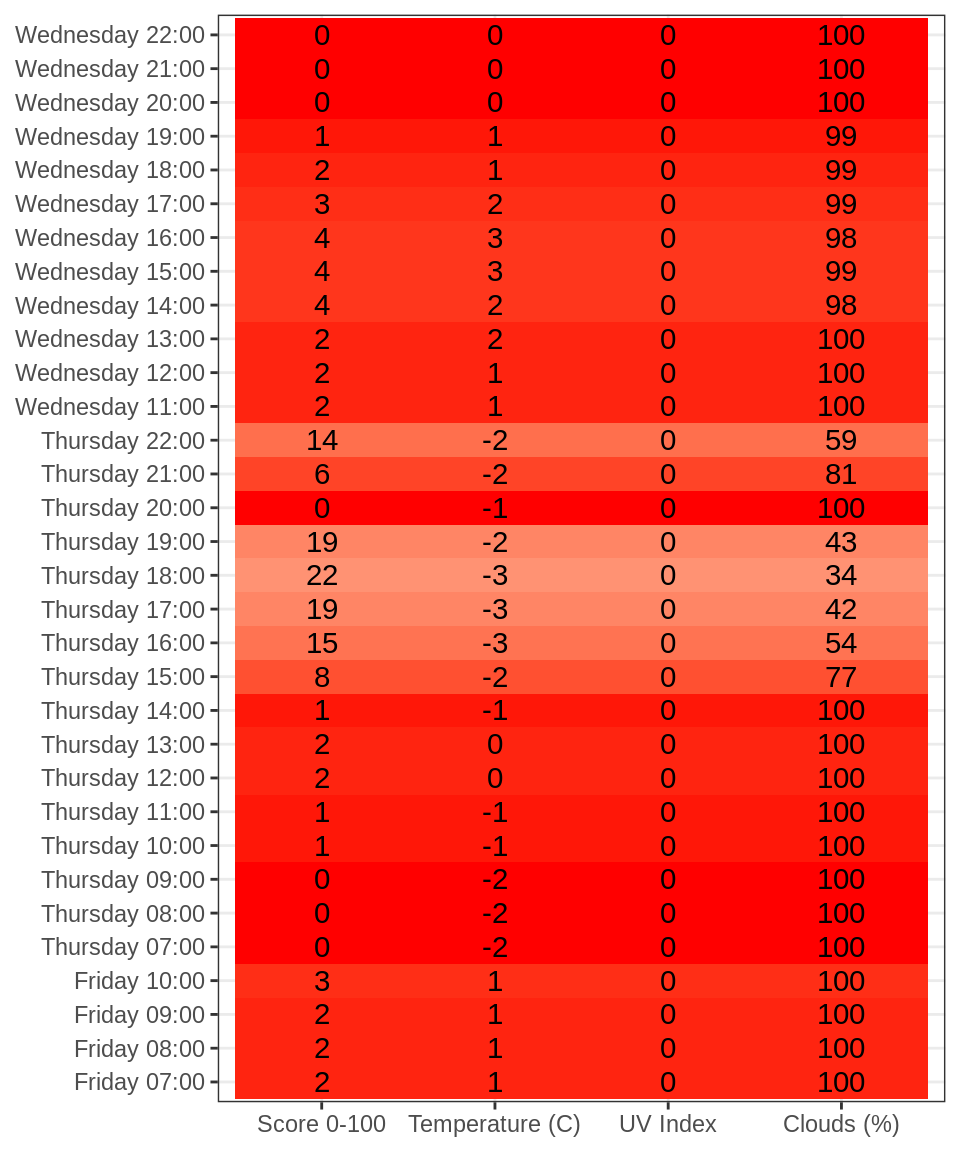 Wednesday 22:00 0 0 0 100
Wednesday 21:00 0 0 0 100
Wednesday 20:00 0 0 0 100
Wednesday 19:00 1 1 0 99
Wednesday 18:00 2 1 0 99
Wednesday 17:00 3 2 0 99
Wednesday 16:00 4 3 0 98
Wednesday 15:00 4 3 0 99
Wednesday 14:00 4 2 0 98
Wednesday 13:00 2 2 0 100
Wednesday 12:00 2 1 0 100
Wednesday 11:00 2 1 0 100
Thursday 22:00 14 -2 0 59
Thursday 21:00 6 -2 0 81
Thursday 20:00 0 -1 0 100
Thursday 19:00 19 -2 0 43
Thursday 18:00 22 -3 0 34
Thursday 17:00 19 -3 0 42
Thursday 16:00 15 -3 0 54
Thursday 15:00 8 -2 0 77
Thursday 14:00 1 -1 0 100
Thursday 13:00 2 0 0 100
Thursday 12:00 2 0 0 100
Thursday 11:00 1 -1 0 100
Thursday 10:00 1 -1 0 100
Thursday 09:00 0 -2 0 100
Thursday 08:00 0 -2 0 100
Thursday 07:00 0 -2 0 100
Friday 10:00 3 1 0 100
Friday 09:00 2 1 0 100
Friday 08:00 2 1 0 100
Friday 07:00 2 1 0 100
Score 0-100 Temperature (C) UV Index Clouds (%)